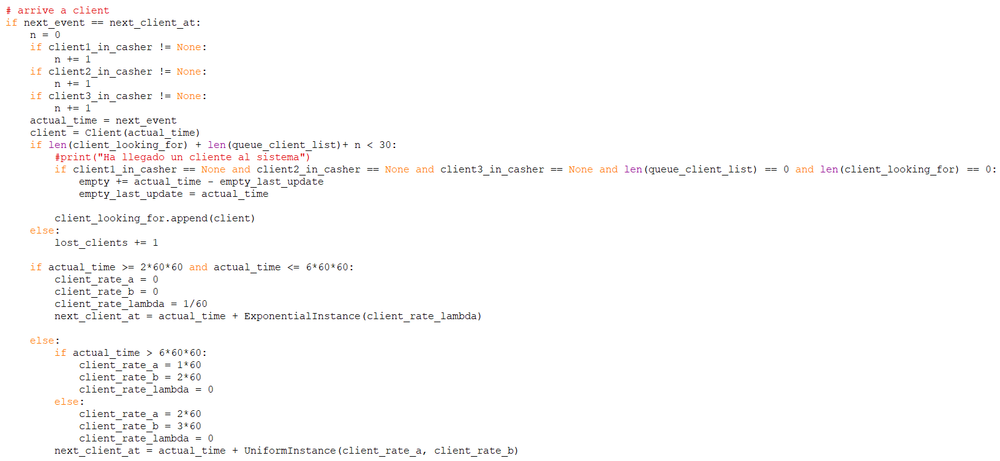 # arrive a client
if next_event == next_client_at:
    n = 0
    if client1_in_casher != None:
        n += 1
    if client2_in_casher != None:
        n += 1
    if client3_in_casher != None:
        n += 1
    actual_time = next_event
    client = Client(actual_time)
    if len(client_looking_for) + len(queue_client_list)+ n < 30:
        #print("Ha llegado un cliente al sistema")
        if client1_in_casher == None and client2_in_casher == None and client3_in_casher == None and len(queue_client_list) == 0 and len(client_looking_for) == 0:
            empty += actual_time - empty_last_update
            empty_last_update = actual_time

        client_looking_for.append(client)
    else:
        lost_clients += 1

    if actual_time >= 2*60*60 and actual_time <= 6*60*60:
        client_rate_a = 0
        client_rate_b = 0
        client_rate_lambda = 1/60
        next_client_at = actual_time + ExponentialInstance(client_rate_lambda)

    else:
        if actual_time > 6*60*60:
            client_rate_a = 1*60
            client_rate_b = 2*60
            client_rate_lambda = 0
        else:
            client_rate_a = 2*60
            client_rate_b = 3*60
            client_rate_lambda = 0
        next_client_at = actual_time + UniformInstance(client_rate_a, client_rate_b)